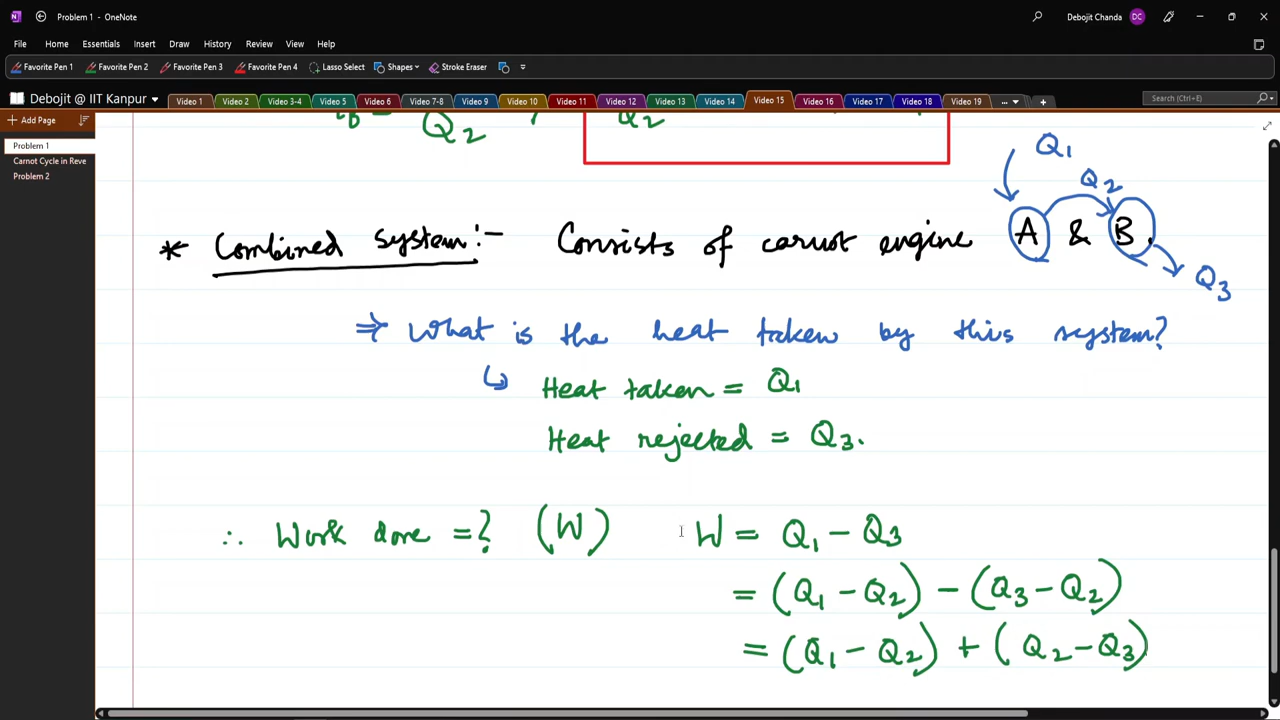 Problem 1 - OneNote
Debojit Chanda DC
File Home Essentials Insert Draw History Review View Help
Favorite Pen 1 Favorite Pen 2 Favorite Pen 3 Favorite Pen 4 Lasso Select Shapes Stroke Eraser
Debojit @ IIT Kanpur Video 1 Video 2 Video 3-4 Video 5 Video 6 Video 7-8 Video 9 Video 10 Video 11 Video 12 Video 13 Video 14 Video 15 Video 16 Video 17 Video 18 Video 19 ... + Search (Ctrl+E)
+ Add Page
Problem 1
Carnot Cycle in Reve
Problem 2
Q2 Q2
Q1
Q2
* Combined system:- Consists of carnot engine A & B.
Q3
⇒ What is the heat taken by this system?
↳ Heat taken = Q1
Heat rejected = Q3.
∴ Work done =? (W) W = Q1 - Q3
= (Q1 - Q2) - (Q3 - Q2)
= (Q1 - Q2) + (Q2 - Q3)